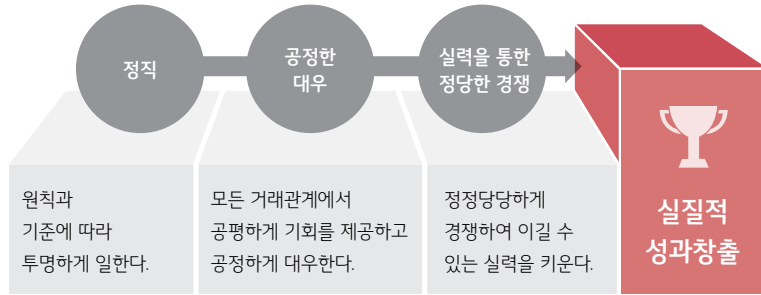 정직
공정한
대우
실력을 통한
정당한 경쟁
원칙과
기준에 따라
투명하게 일한다.
모든 거래관계에서
공평하게 기회를 제공하고
공정하게 대우한다.
정정당당하게
경쟁하여 이길 수
있는 실력을 키운다.
실질적
성과창출